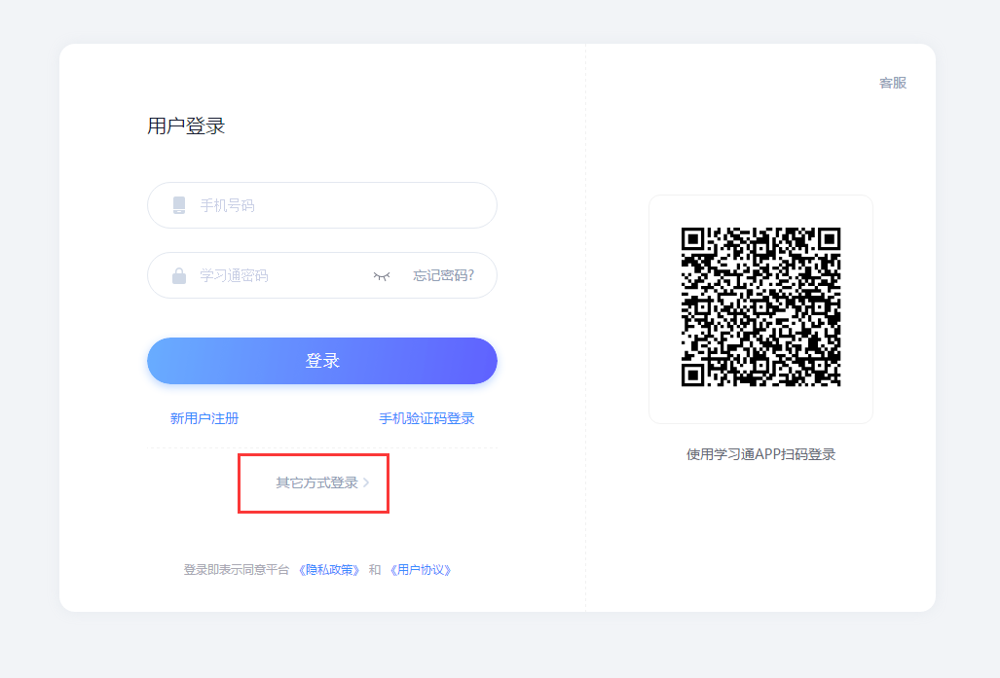 客服
用户登录
手机号码
学习通密码 忘记密码?
登录
新用户注册 手机验证码登录
其它方式登录
登录即表示同意平台 《隐私政策》 和 《用户协议》
使用学习通APP扫码登录